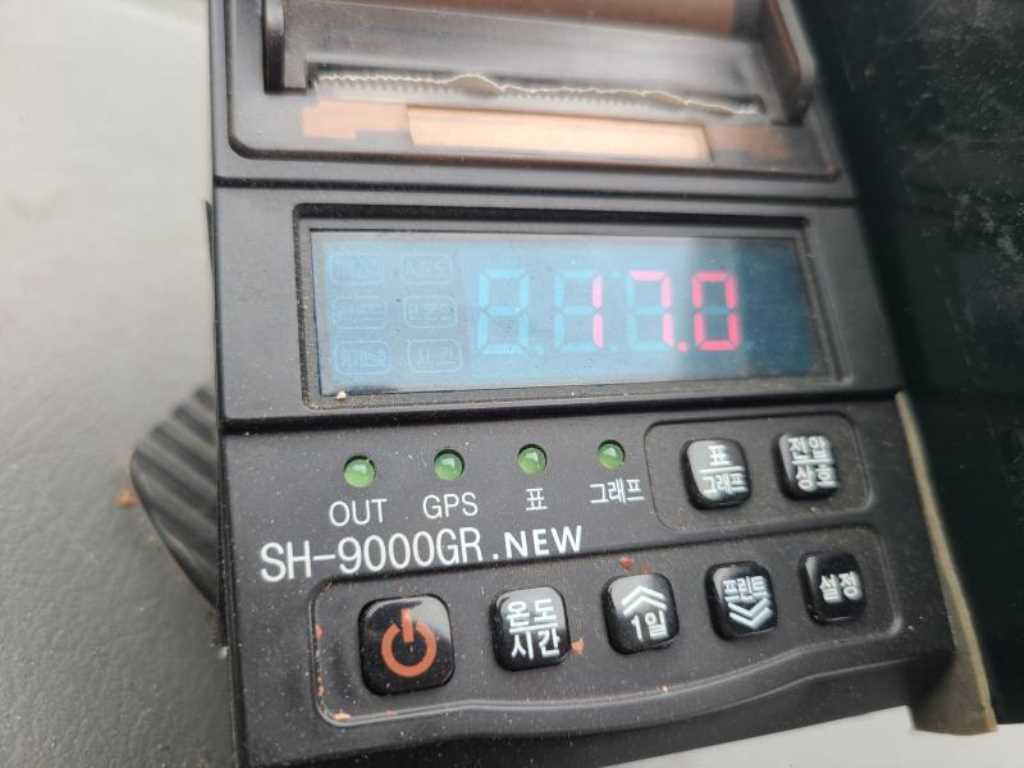 17.0
OUT GPS 표 그래프
표 그래프
전압 상호
SH-9000GR.NEW
온도 시간
1일
프린트
설정